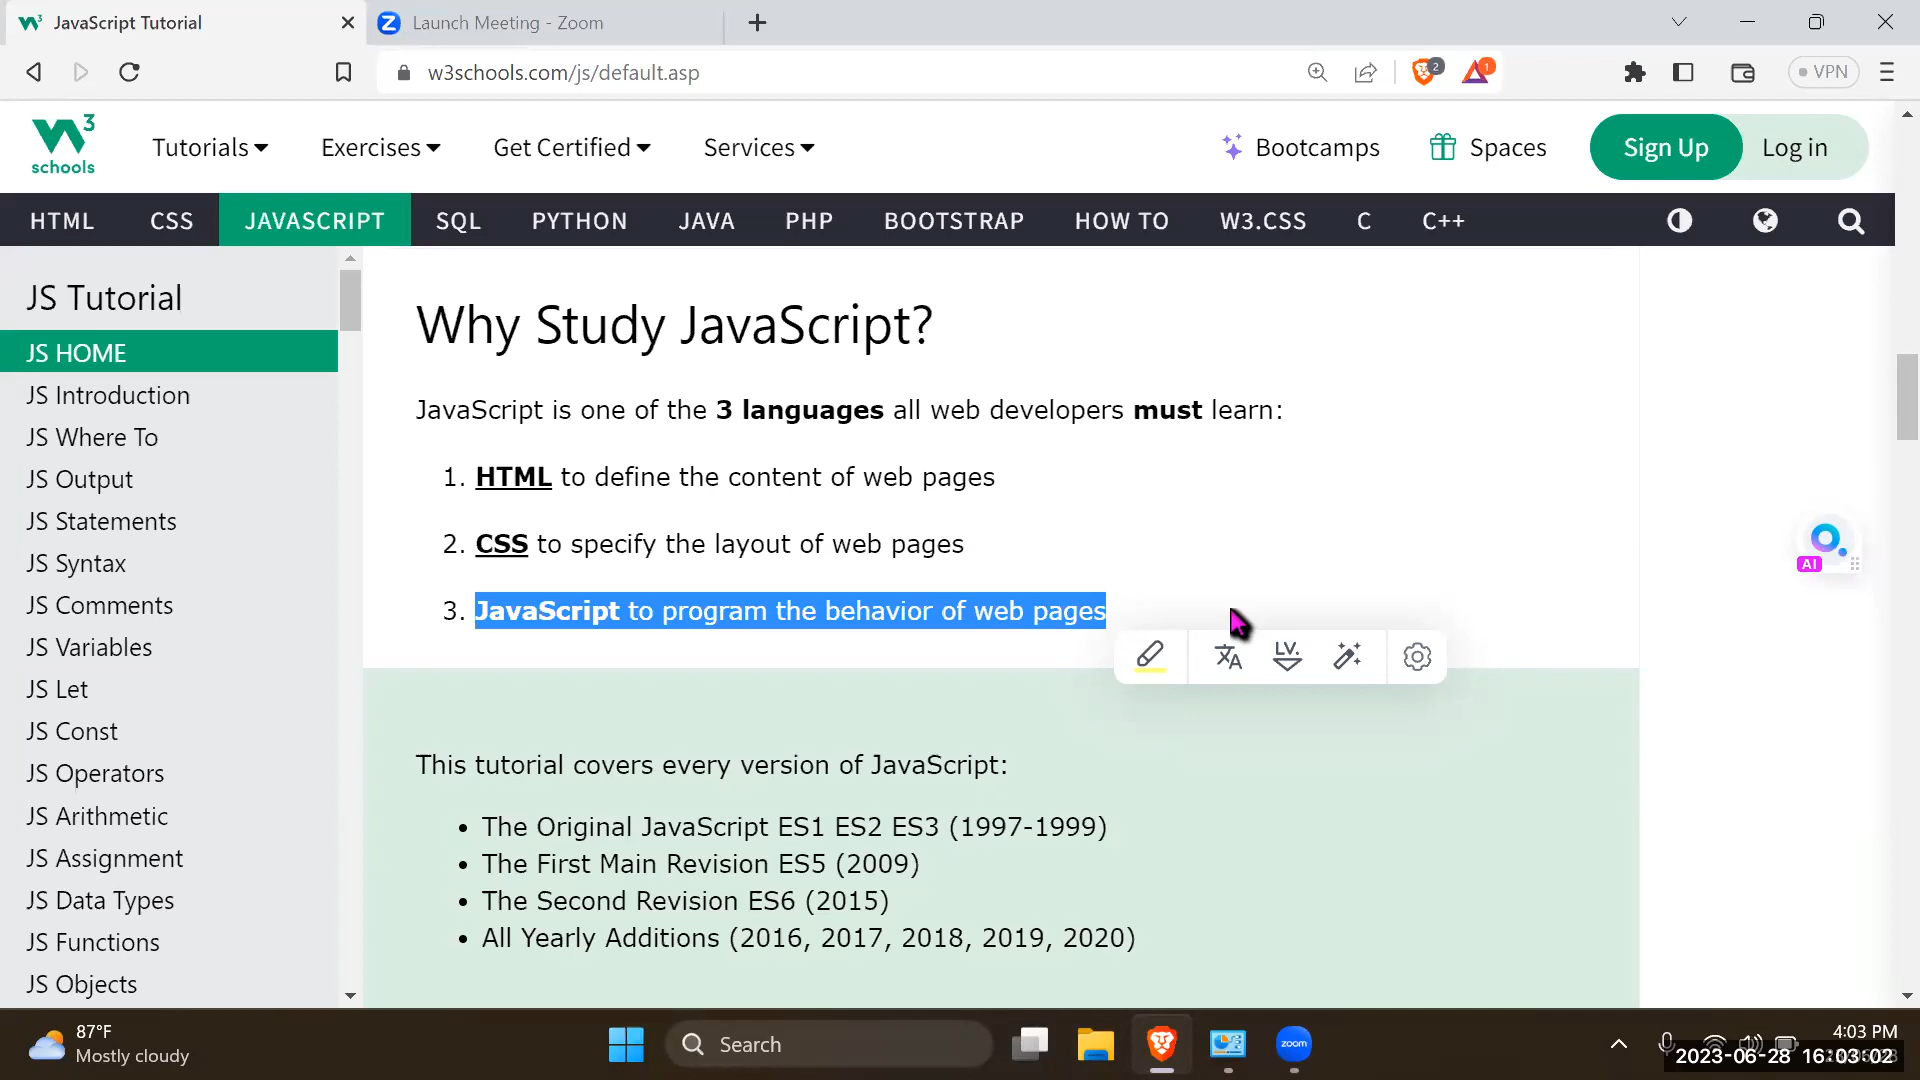 JavaScript Tutorial
Launch Meeting - Zoom
w3schools.com/js/default.asp
2
1
VPN
W3
schools
Tutorials
Exercises
Get Certified
Services
Bootcamps
Spaces
Sign Up
Log in
HTML
CSS
JAVASCRIPT
SQL
PYTHON
JAVA
PHP
BOOTSTRAP
HOW TO
W3.CSS
C
C++
JS Tutorial
JS HOME
JS Introduction
JS Where To
JS Output
JS Statements
JS Syntax
JS Comments
JS Variables
JS Let
JS Const
JS Operators
JS Arithmetic
JS Assignment
JS Data Types
JS Functions
JS Objects
Why Study JavaScript?
JavaScript is one of the 3 languages all web developers must learn:
1. HTML to define the content of web pages
2. CSS to specify the layout of web pages
3. JavaScript to program the behavior of web pages
LV.
AI
This tutorial covers every version of JavaScript:
• The Original JavaScript ES1 ES2 ES3 (1997-1999)
• The First Main Revision ES5 (2009)
• The Second Revision ES6 (2015)
• All Yearly Additions (2016, 2017, 2018, 2019, 2020)
87°F
Mostly cloudy
Search
zoom
4:03 PM
2023-06-28 16:03:02